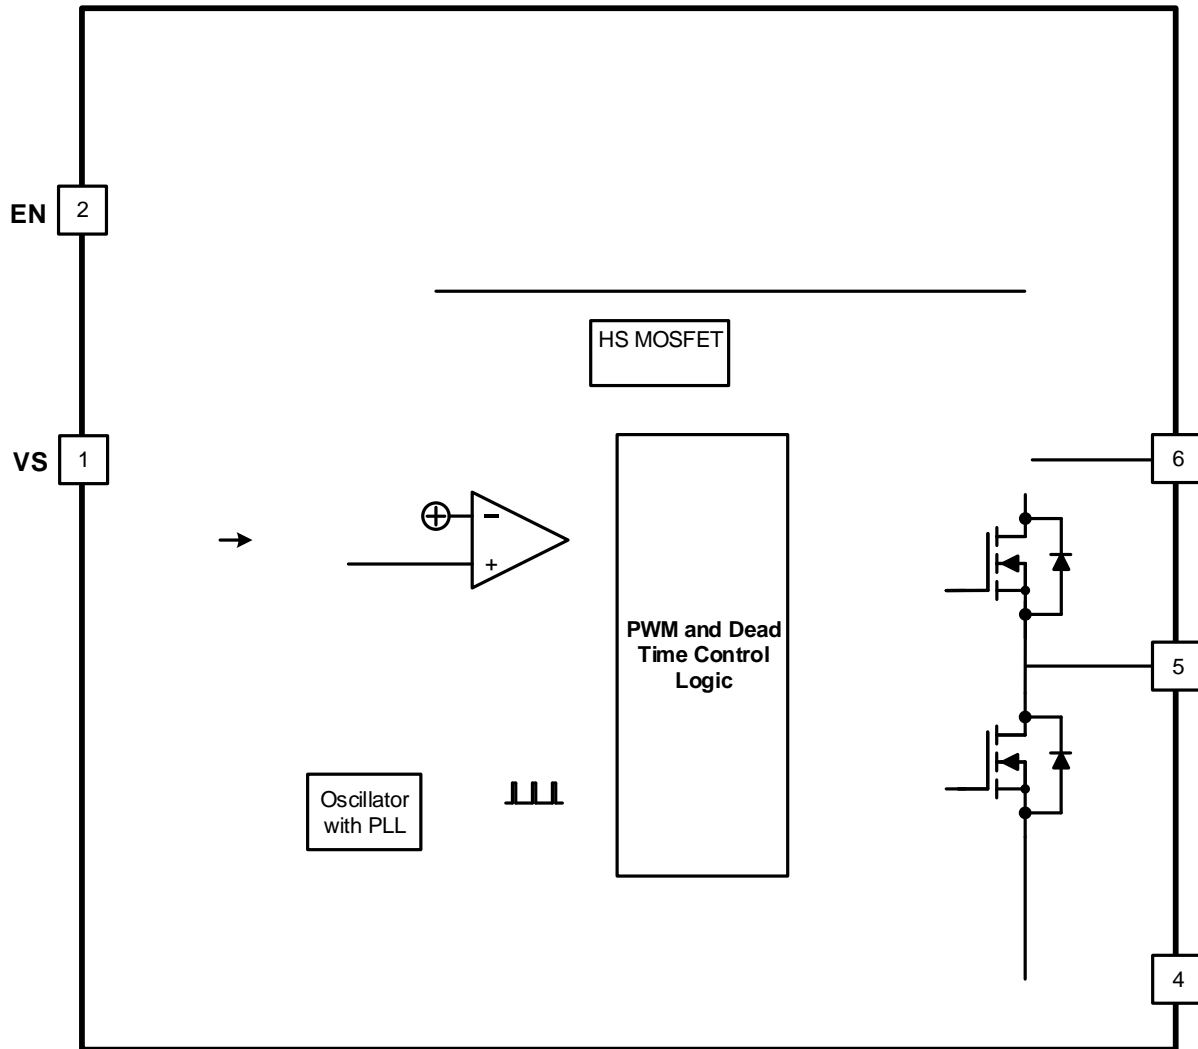 EN 2
HS MOSFET
VS 1
6
−
+
PWM and Dead
Time Control
Logic
5
Oscillator
with PLL
4